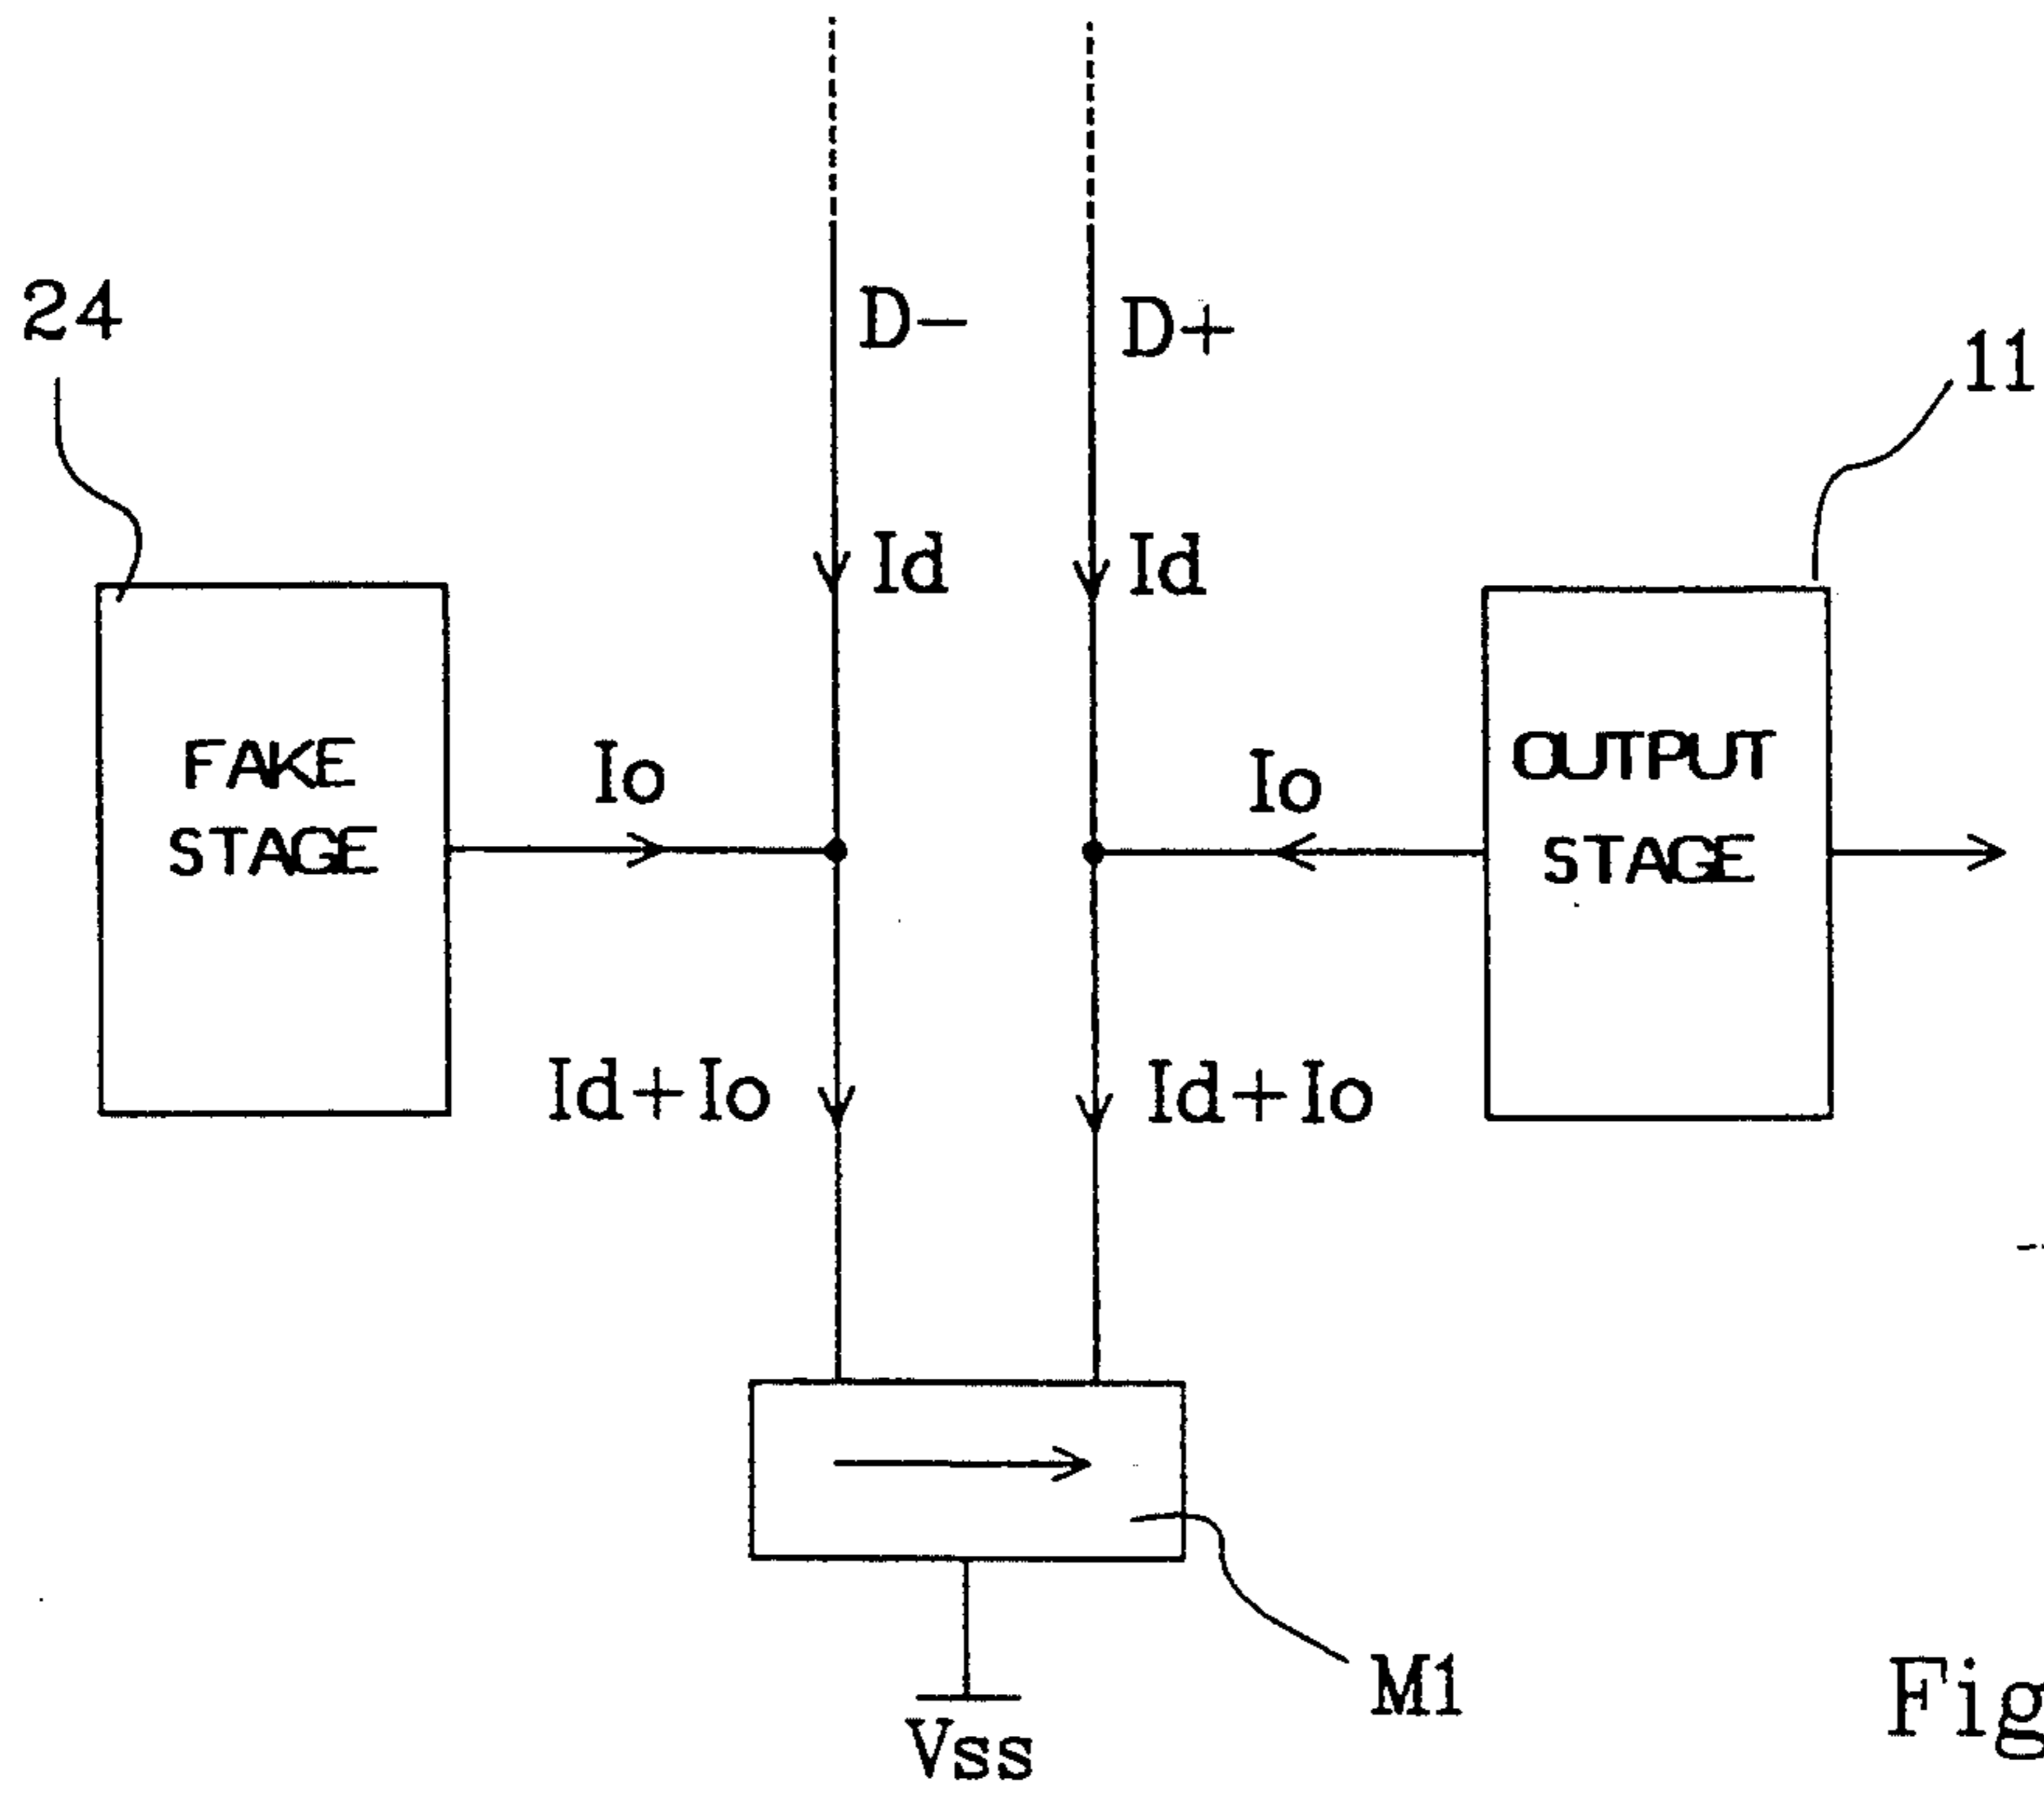 24
D-
D+
11
Id
Id
FAKE
STAGE
Io
Io
OUTPUT
STAGE
Id+Io
Id+Io
M1
Vss
Fig